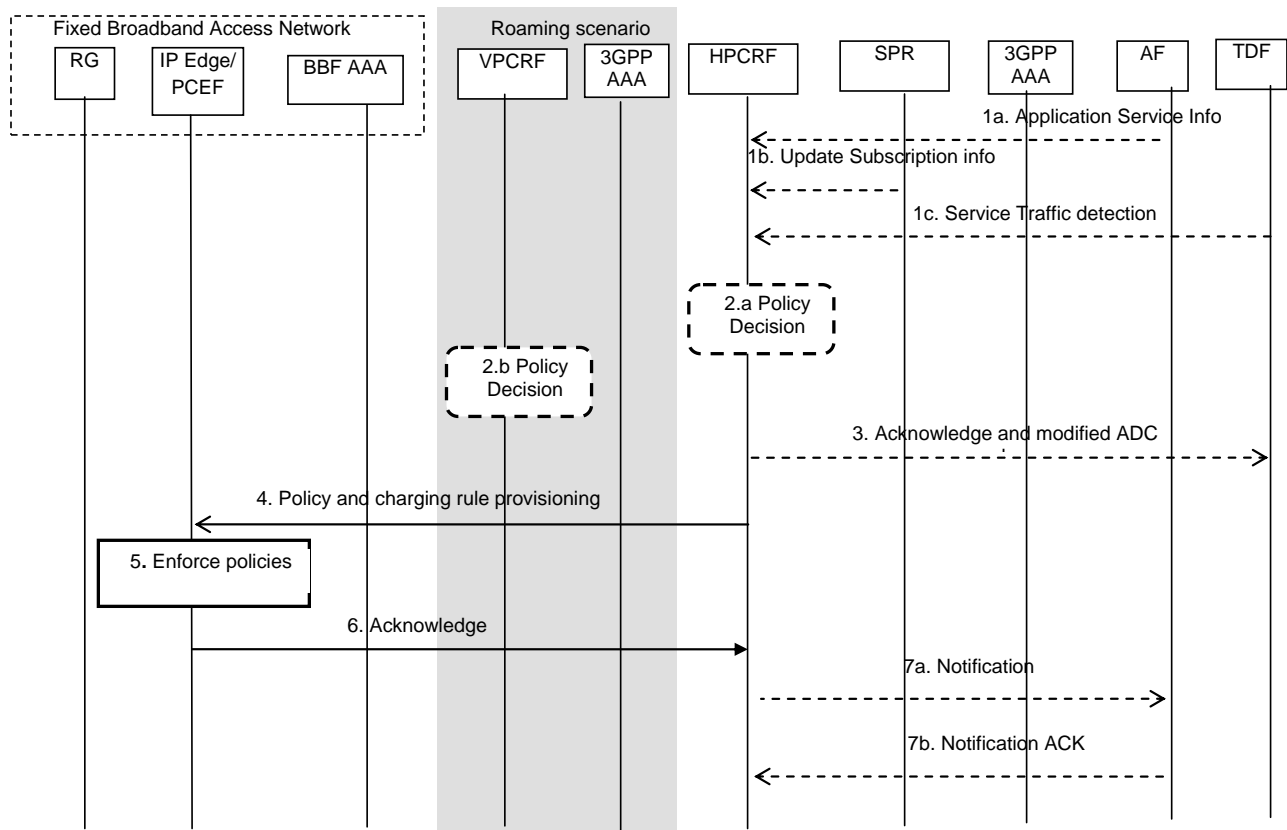 Fixed Broadband Access Network
Roaming scenario
RG
IP Edge/
PCEF
BBF AAA
VPCRF
3GPP
AAA
HPCRF
SPR
3GPP
AAA
AF
TDF
1a. Application Service Info
1b. Update Subscription info
1c. Service Traffic detection
2.a Policy
Decision
2.b Policy
Decision
3. Acknowledge and modified ADC
4. Policy and charging rule provisioning
5. Enforce policies
6. Acknowledge
7a. Notification
7b. Notification ACK